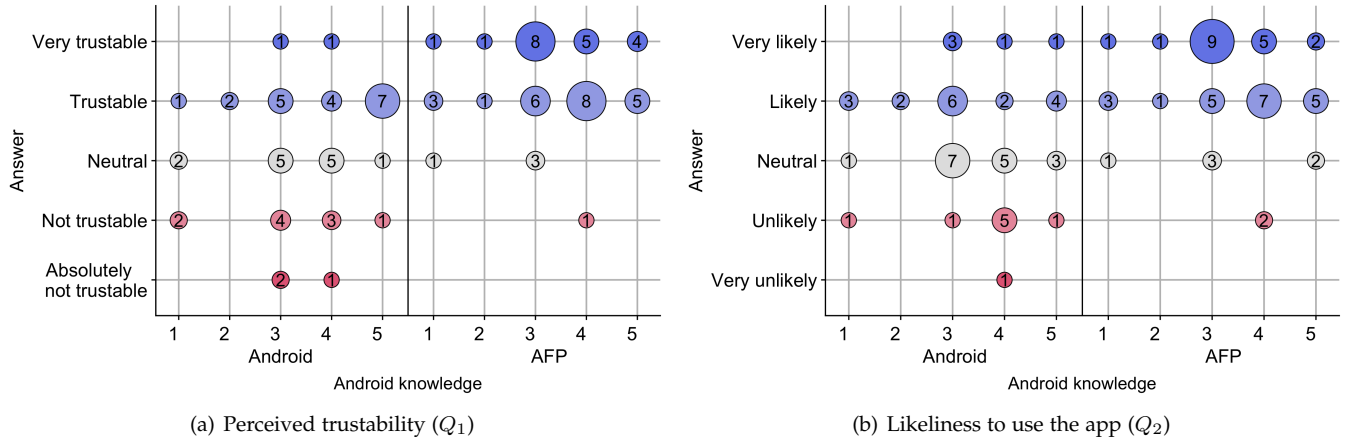 Very trustable 1 1 1 1 8 5 4
Trustable 1 2 5 4 7 3 1 6 8 5
Neutral 2 5 5 1 1 3
Not trustable 2 4 3 1 1
Absolutely
not trustable 2 1
Answer
1 2 3 4 5 1 2 3 4 5
Android AFP
Android knowledge
(a) Perceived trustability (Q1)
Very likely 3 1 1 1 1 9 5 2
Likely 3 2 6 2 4 3 1 5 7 5
Neutral 1 7 5 3 1 3 2
Unlikely 1 1 5 1 2
Very unlikely 1
Answer
1 2 3 4 5 1 2 3 4 5
Android AFP
Android knowledge
(b) Likeliness to use the app (Q2)